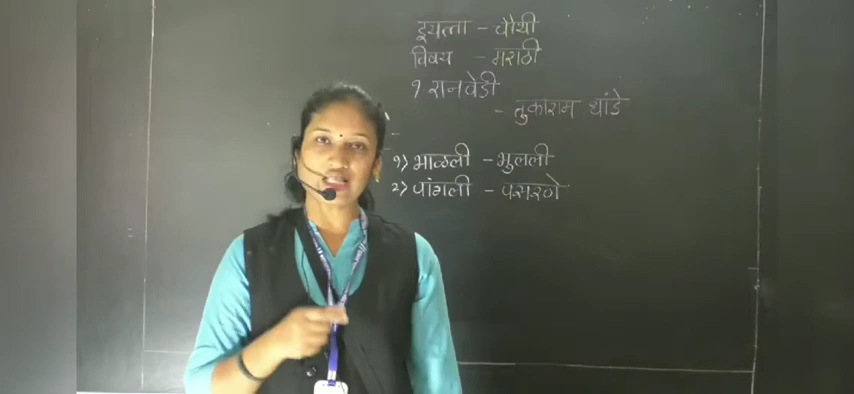 इयत्ता - चौथी
विषय - मराठी
१ रानवेडी
- तुकाराम धांडे
१) भाळली - भुलली
२) पांगली - पसरणे